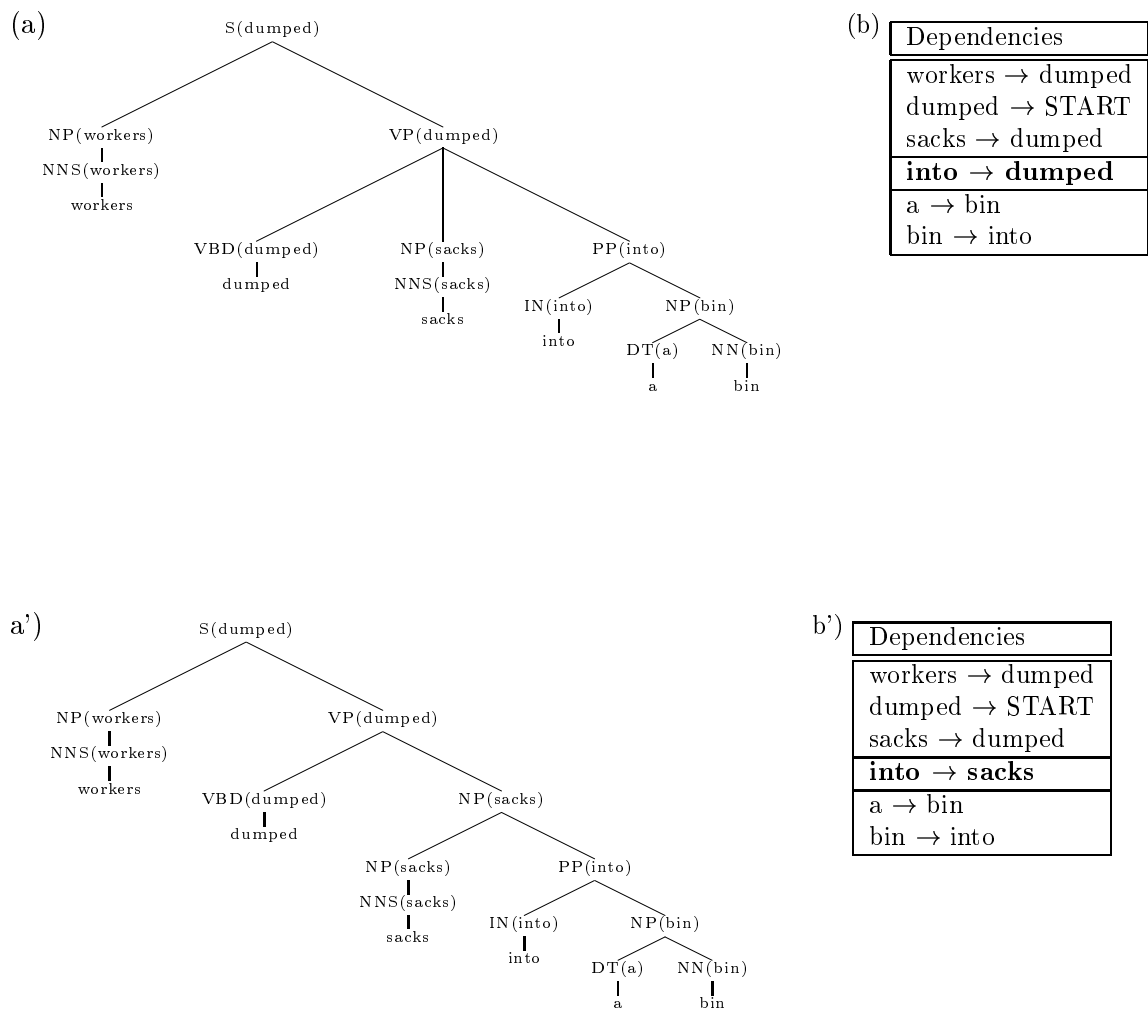 (a)
S(dumped)
NP(workers) VP(dumped)
NNS(workers)
workers
VBD(dumped) NP(sacks) PP(into)
dumped NNS(sacks)
sacks
IN(into) NP(bin)
into
DT(a) NN(bin)
a bin
(b)
Dependencies
workers → dumped
dumped → START
sacks → dumped
into → dumped
a → bin
bin → into
a')
S(dumped)
NP(workers) VP(dumped)
NNS(workers)
workers
VBD(dumped) NP(sacks)
dumped
NP(sacks) PP(into)
NNS(sacks)
sacks
IN(into) NP(bin)
into
DT(a) NN(bin)
a bin
b')
Dependencies
workers → dumped
dumped → START
sacks → dumped
into → sacks
a → bin
bin → into